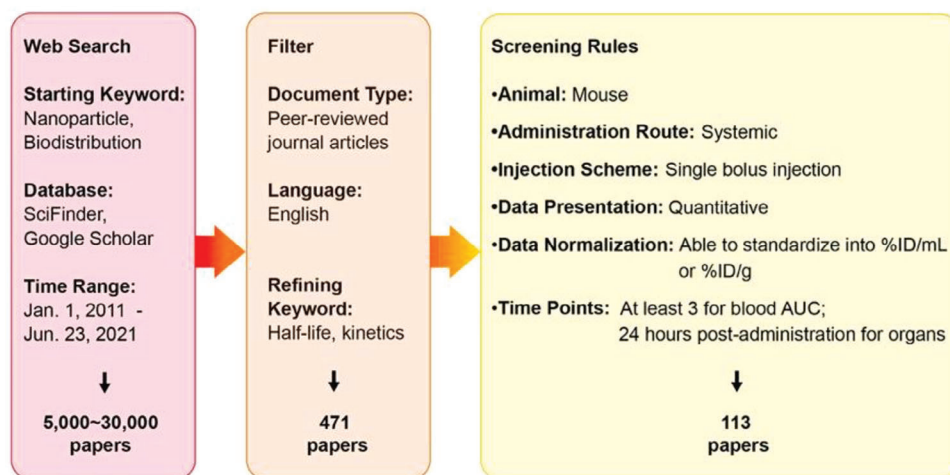 Web Search
Starting Keyword:
Nanoparticle,
Biodistribution
Database:
SciFinder,
Google Scholar
Time Range:
Jan. 1, 2011 -
Jun. 23, 2021
5,000~30,000
papers
Filter
Document Type:
Peer-reviewed
journal articles
Language:
English
Refining
Keyword:
Half-life, kinetics
471
papers
Screening Rules
•Animal: Mouse
•Administration Route: Systemic
•Injection Scheme: Single bolus injection
•Data Presentation: Quantitative
•Data Normalization: Able to standardize into %ID/mL
or %ID/g
•Time Points: At least 3 for blood AUC;
24 hours post-administration for organs
113
papers